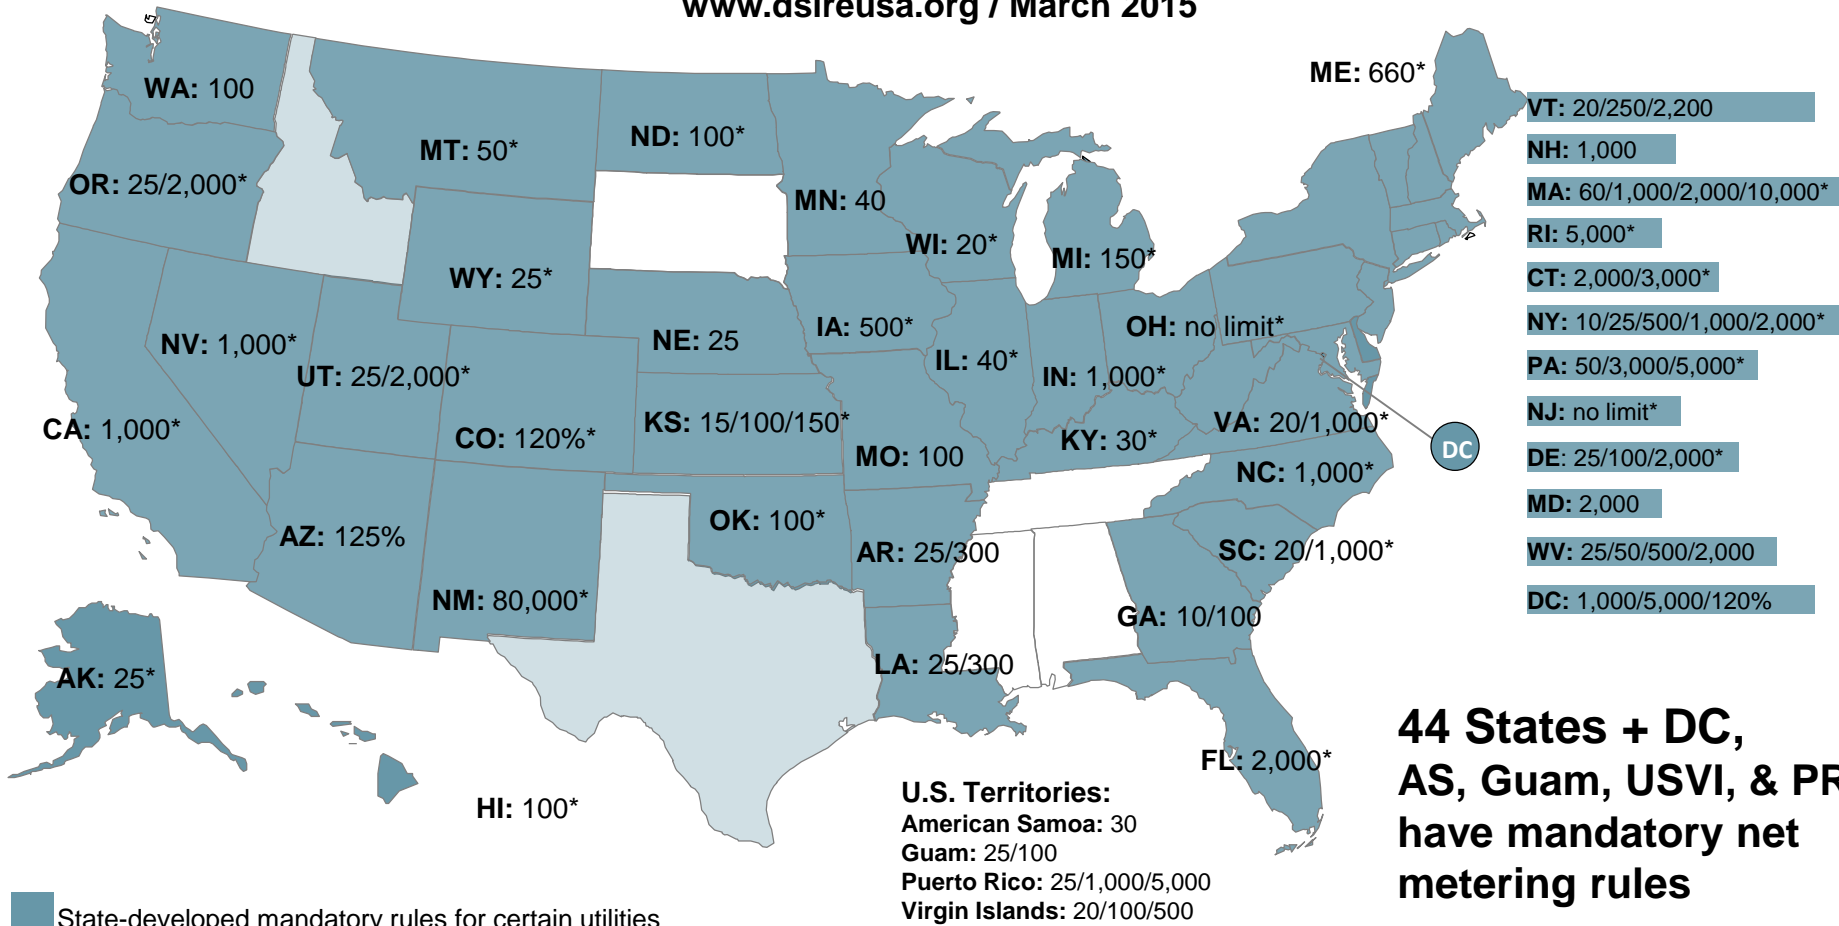 www.dsireusa.org / March 2015
WA: 100
OR: 25/2,000*
MT: 50*
ND: 100*
MN: 40
WI: 20*
MI: 150*
ME: 660*
WY: 25*
NV: 1,000*
UT: 25/2,000*
CA: 1,000*
CO: 120%*
NE: 25
IA: 500*
IL: 40*
IN: 1,000*
OH: no limit*
KS: 15/100/150*
MO: 100
KY: 30*
VA: 20/1,000*
NC: 1,000*
DC
AZ: 125%
NM: 80,000*
OK: 100*
AR: 25/300
SC: 20/1,000*
GA: 10/100
LA: 25/300
FL: 2,000*
AK: 25*
HI: 100*
VT: 20/250/2,200
NH: 1,000
MA: 60/1,000/2,000/10,000*
RI: 5,000*
CT: 2,000/3,000*
NY: 10/25/500/1,000/2,000*
PA: 50/3,000/5,000*
NJ: no limit*
DE: 25/100/2,000*
MD: 2,000
WV: 25/50/500/2,000
DC: 1,000/5,000/120%
44 States + DC,
AS, Guam, USVI, & PR
have mandatory net
metering rules
U.S. Territories:
American Samoa: 30
Guam: 25/100
Puerto Rico: 25/1,000/5,000
Virgin Islands: 20/100/500
State-developed mandatory rules for certain utilities